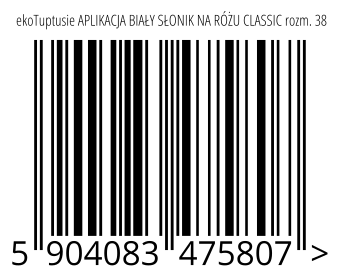 ekoTuptusie APLIKACJA BIAŁY SŁONIK NA RÓŻU CLASSIC rozm. 38
5 904083 475807 >